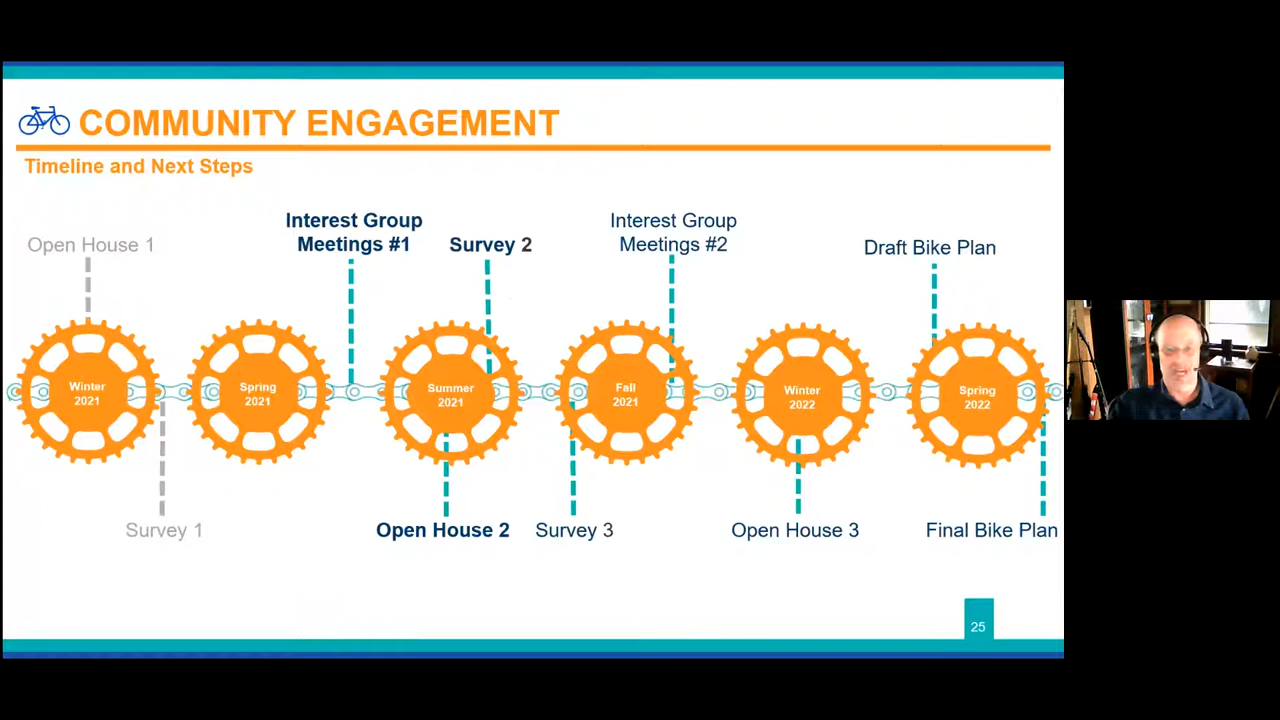 COMMUNITY ENGAGEMENT
Timeline and Next Steps
Open House 1
Interest Group
Meetings #1
Survey 2
Interest Group
Meetings #2
Draft Bike Plan
Winter
2021
Spring
2021
Summer
2021
Fall
2021
Winter
2022
Spring
2022
Survey 1
Open House 2
Survey 3
Open House 3
Final Bike Plan
25